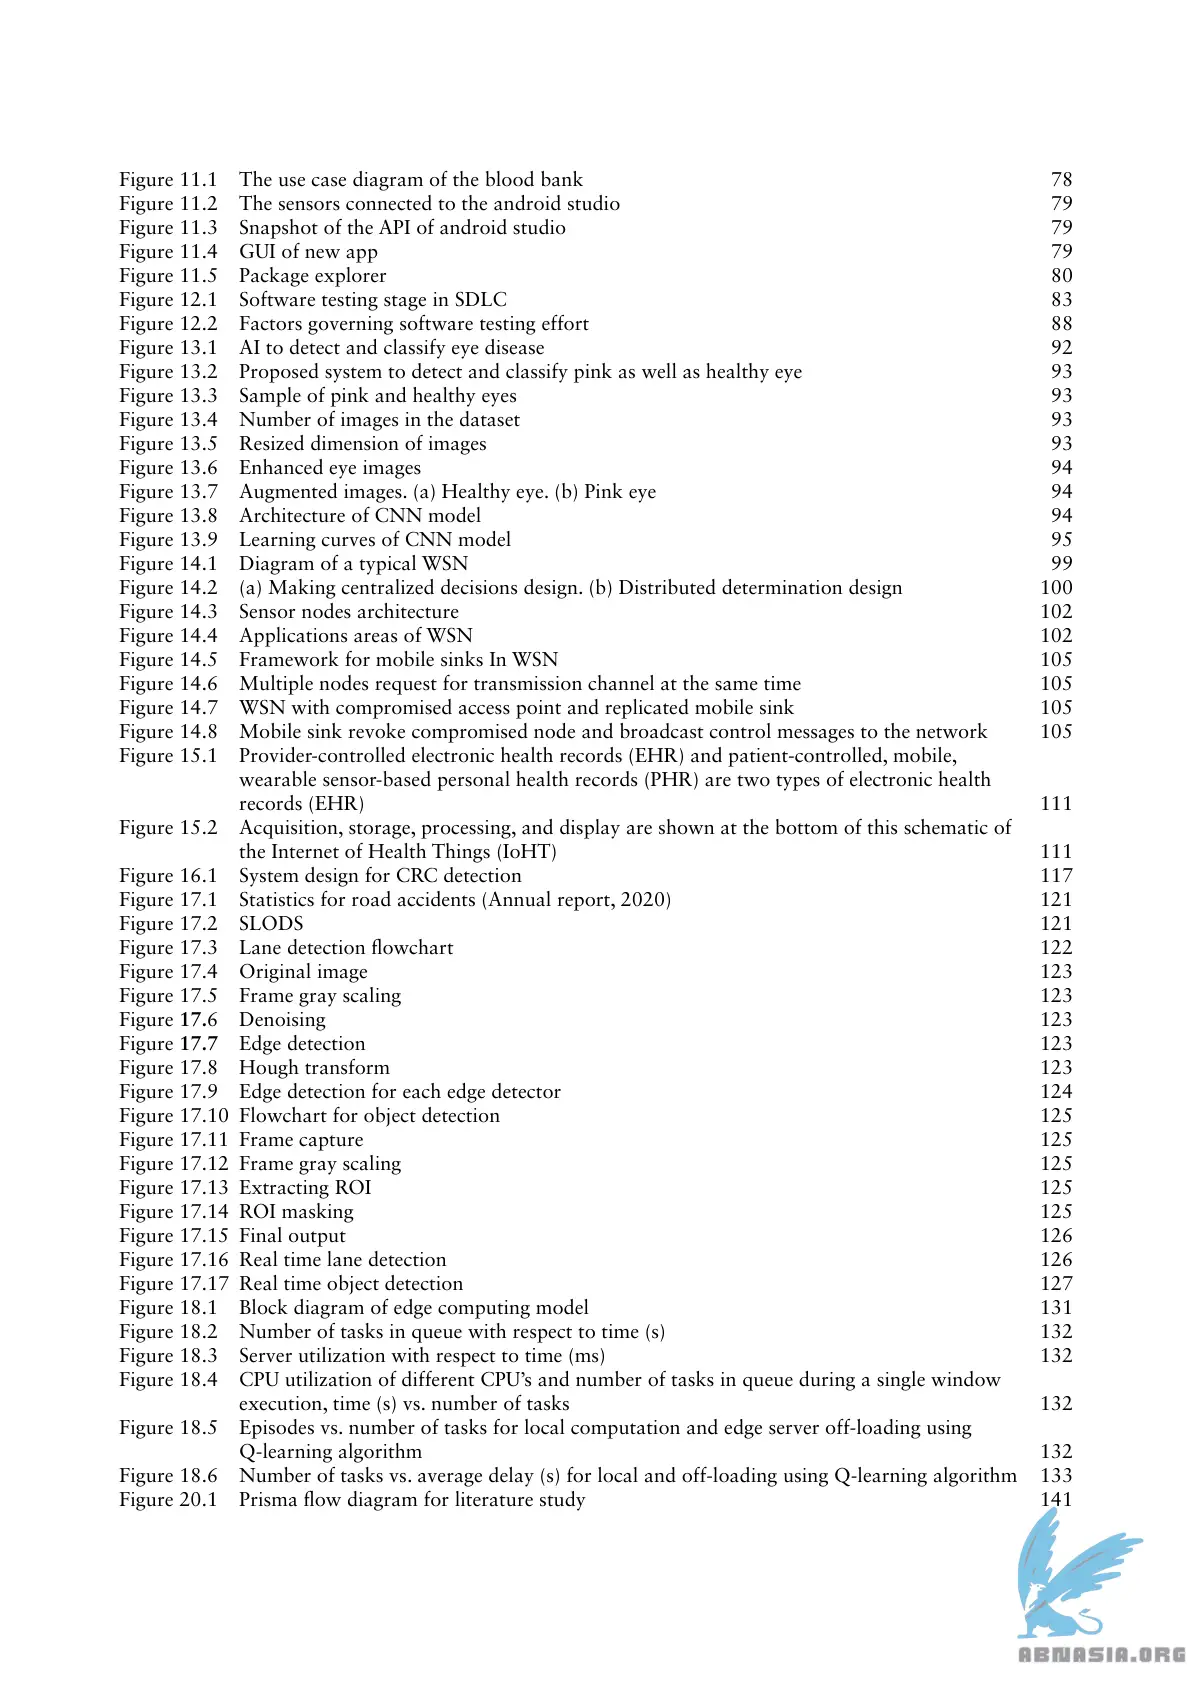 Figure 11.1 The use case diagram of the blood bank 78
Figure 11.2 The sensors connected to the android studio 79
Figure 11.3 Snapshot of the API of android studio 79
Figure 11.4 GUI of new app 79
Figure 11.5 Package explorer 80
Figure 12.1 Software testing stage in SDLC 83
Figure 12.2 Factors governing software testing effort 88
Figure 13.1 AI to detect and classify eye disease 92
Figure 13.2 Proposed system to detect and classify pink as well as healthy eye 93
Figure 13.3 Sample of pink and healthy eyes 93
Figure 13.4 Number of images in the dataset 93
Figure 13.5 Resized dimension of images 93
Figure 13.6 Enhanced eye images 94
Figure 13.7 Augmented images. (a) Healthy eye. (b) Pink eye 94
Figure 13.8 Architecture of CNN model 94
Figure 13.9 Learning curves of CNN model 95
Figure 14.1 Diagram of a typical WSN 99
Figure 14.2 (a) Making centralized decisions design. (b) Distributed determination design 100
Figure 14.3 Sensor nodes architecture 102
Figure 14.4 Applications areas of WSN 102
Figure 14.5 Framework for mobile sinks In WSN 105
Figure 14.6 Multiple nodes request for transmission channel at the same time 105
Figure 14.7 WSN with compromised access point and replicated mobile sink 105
Figure 14.8 Mobile sink revoke compromised node and broadcast control messages to the network 105
Figure 15.1 Provider-controlled electronic health records (EHR) and patient-controlled, mobile,
wearable sensor-based personal health records (PHR) are two types of electronic health
records (EHR) 111
Figure 15.2 Acquisition, storage, processing, and display are shown at the bottom of this schematic of
the Internet of Health Things (IoHT) 111
Figure 16.1 System design for CRC detection 117
Figure 17.1 Statistics for road accidents (Annual report, 2020) 121
Figure 17.2 SLODS 121
Figure 17.3 Lane detection flowchart 122
Figure 17.4 Original image 123
Figure 17.5 Frame gray scaling 123
Figure 17.6 Denoising 123
Figure 17.7 Edge detection 123
Figure 17.8 Hough transform 123
Figure 17.9 Edge detection for each edge detector 124
Figure 17.10 Flowchart for object detection 125
Figure 17.11 Frame capture 125
Figure 17.12 Frame gray scaling 125
Figure 17.13 Extracting ROI 125
Figure 17.14 ROI masking 125
Figure 17.15 Final output 126
Figure 17.16 Real time lane detection 126
Figure 17.17 Real time object detection 127
Figure 18.1 Block diagram of edge computing model 131
Figure 18.2 Number of tasks in queue with respect to time (s) 132
Figure 18.3 Server utilization with respect to time (ms) 132
Figure 18.4 CPU utilization of different CPU's and number of tasks in queue during a single window
execution, time (s) vs. number of tasks 132
Figure 18.5 Episodes vs. number of tasks for local computation and edge server off-loading using
Q-learning algorithm 132
Figure 18.6 Number of tasks vs. average delay (s) for local and off-loading using Q-learning algorithm 133
Figure 20.1 Prisma flow diagram for literature study 141
ABNASIA.ORG